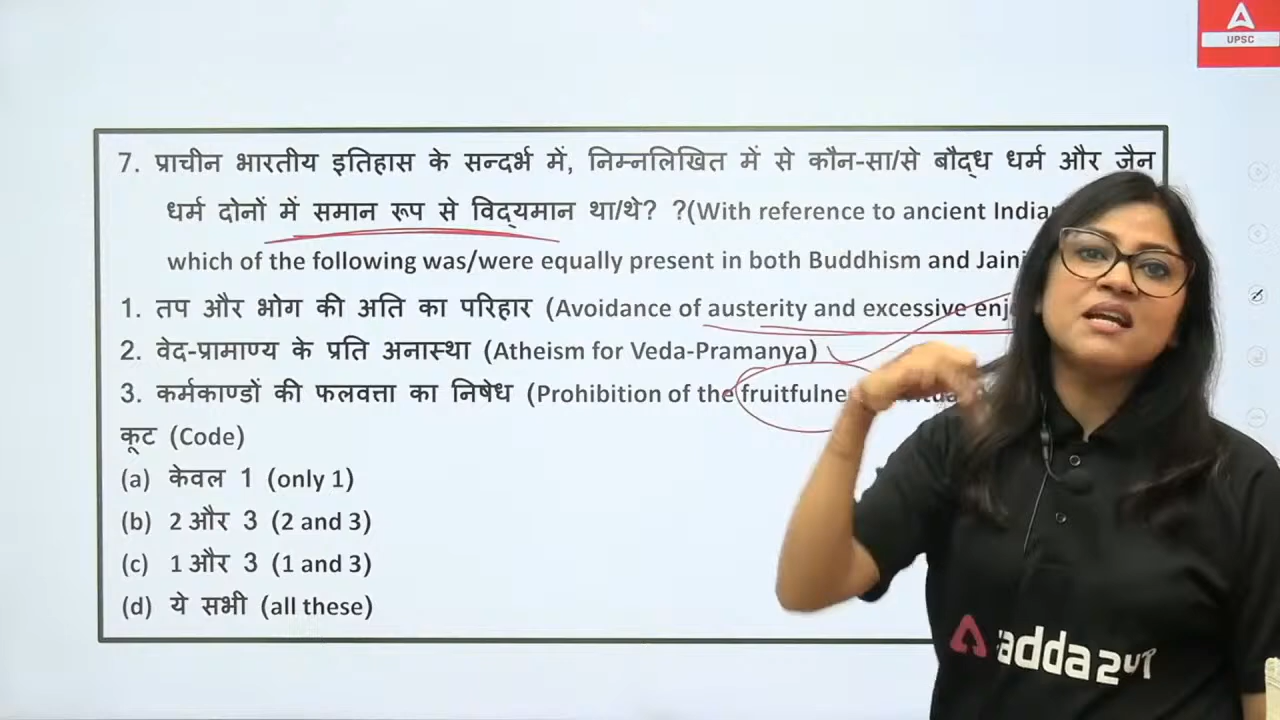 UPSC
7. प्राचीन भारतीय इतिहास के सन्दर्भ में, निम्नलिखित में से कौन-सा/से बौद्ध धर्म और जैन
धर्म दोनों में समान रूप से विद्यमान था/थे? ?(With reference to ancient Indian
which of the following was/were equally present in both Buddhism and
1. तप और भोग की अति का परिहार (Avoidance of austerity and excessive
2. वेद-प्रामाण्य के प्रति अनास्था (Atheism for Veda-Pramanya)
3. कर्मकाण्डों की फलवत्ता का निषेध (Prohibition of the
कूट (Code)
(a) केवल 1 (only 1)
(b) 2 और 3 (2 and 3)
(c) 1 और 3 (1 and 3)
(d) ये सभी (all these)
adda 2